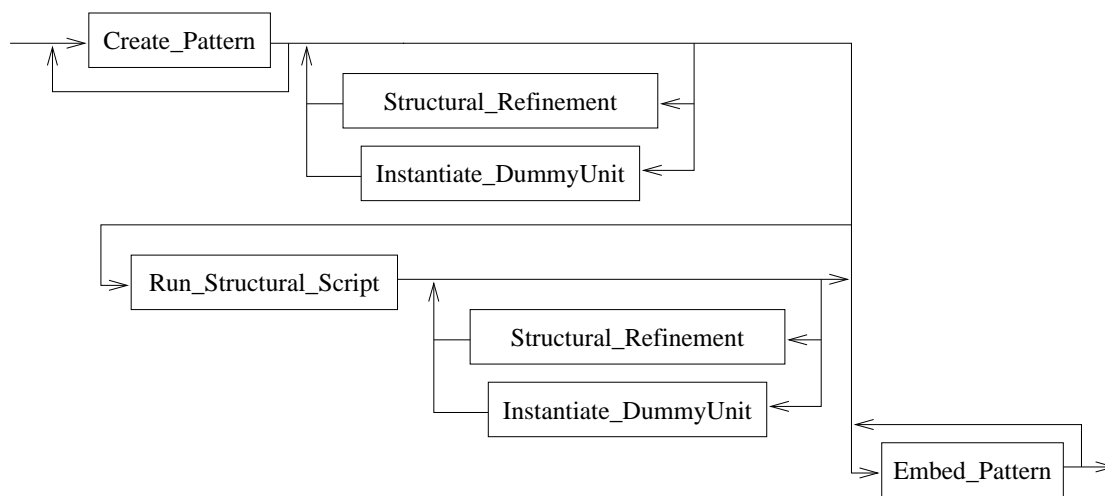 Create_Pattern
Structural_Refinement
Instantiate_DummyUnit
Run_Structural_Script
Structural_Refinement
Instantiate_DummyUnit
Embed_Pattern